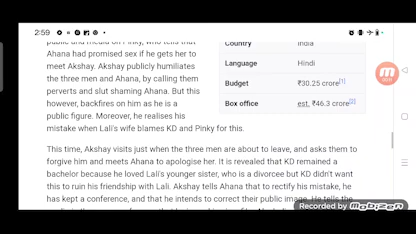 2:59
public and media on Pinky, who tells that
Ahana had promised sex if he gets her to
meet Akshay. Akshay publicly humiliates
the three men and Ahana, by calling them
perverts and slut shaming Ahana. But this
however, backfires on him as he is a
public figure. Moreover, he realises his
mistake when Lali's wife blames KD and Pinky for this.
Country India
Language Hindi
Budget ₹30.25 crore[1]
Box office est. ₹46.3 crore[2]
This time, Akshay visits just when the three men are about to leave, and asks them to
forgive him and meets Ahana to apologise her. It is revealed that KD remained a
bachelor because he loved Lali's younger sister, who is a divorcee but KD didn't want
this to ruin his friendship with Lali. Akshay tells Ahana that to rectify his mistake, he
has kept a conference, and that he intends to correct their public image. He tells the
Recorded by mobizen